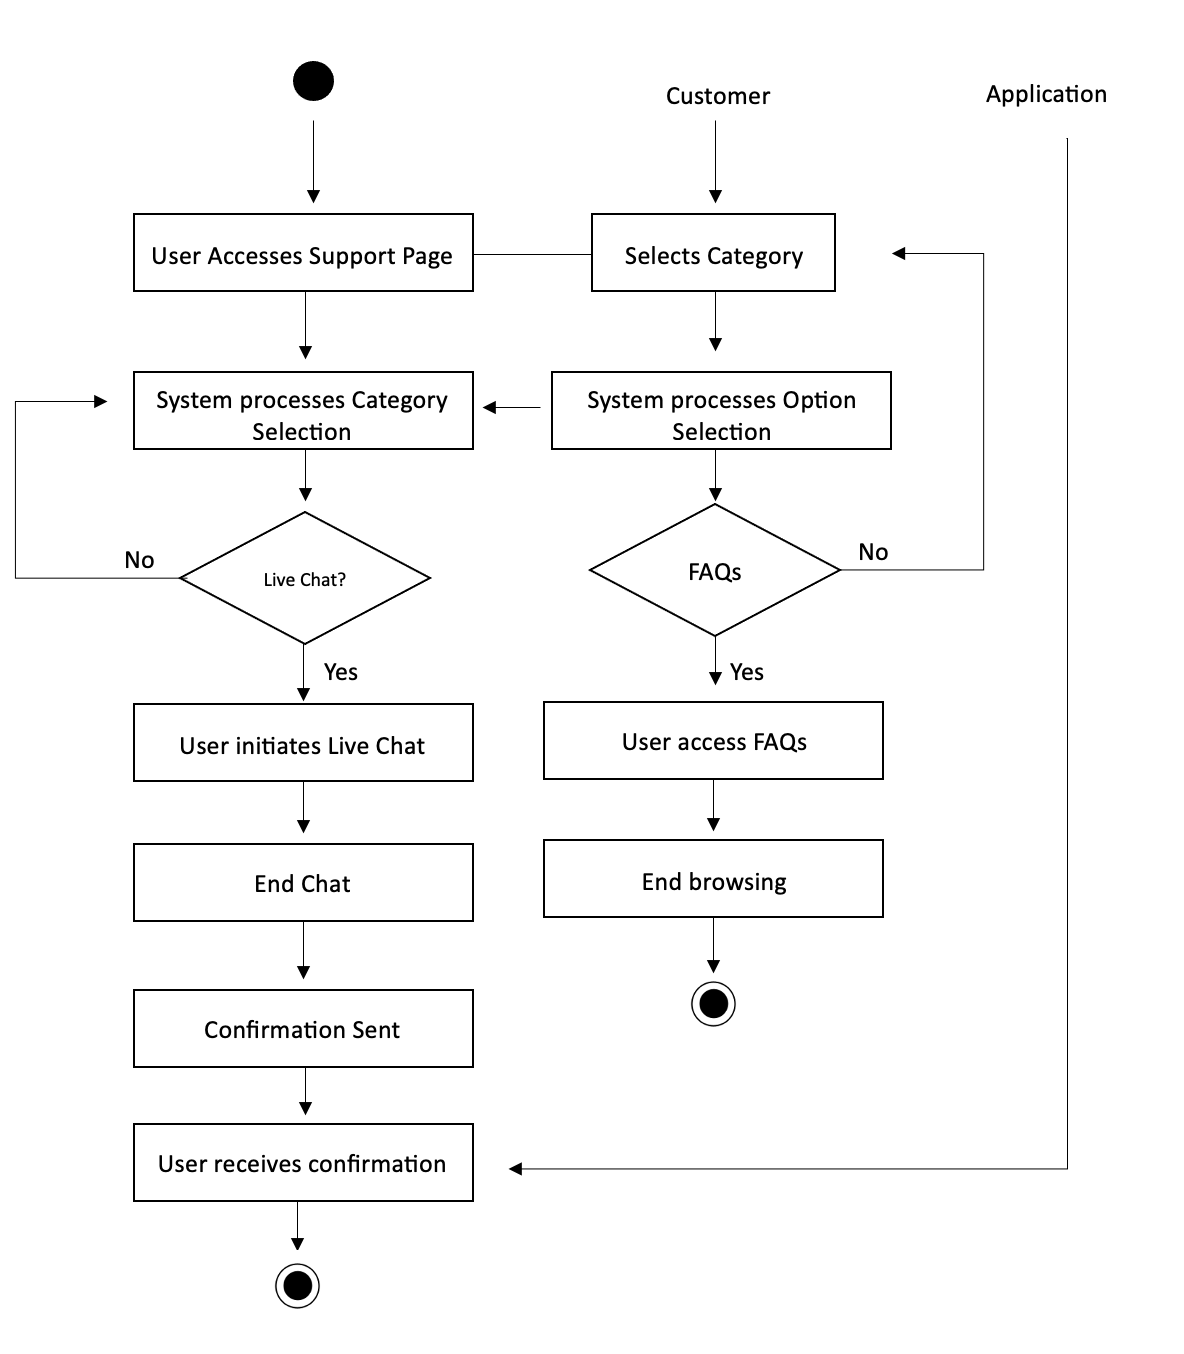 Customer
Application
User Accesses Support Page
Selects Category
System processes Category
Selection
System processes Option
Selection
No
Live Chat?
No
FAQs
Yes
Yes
User initiates Live Chat
User access FAQs
End Chat
End browsing
Confirmation Sent
User receives confirmation